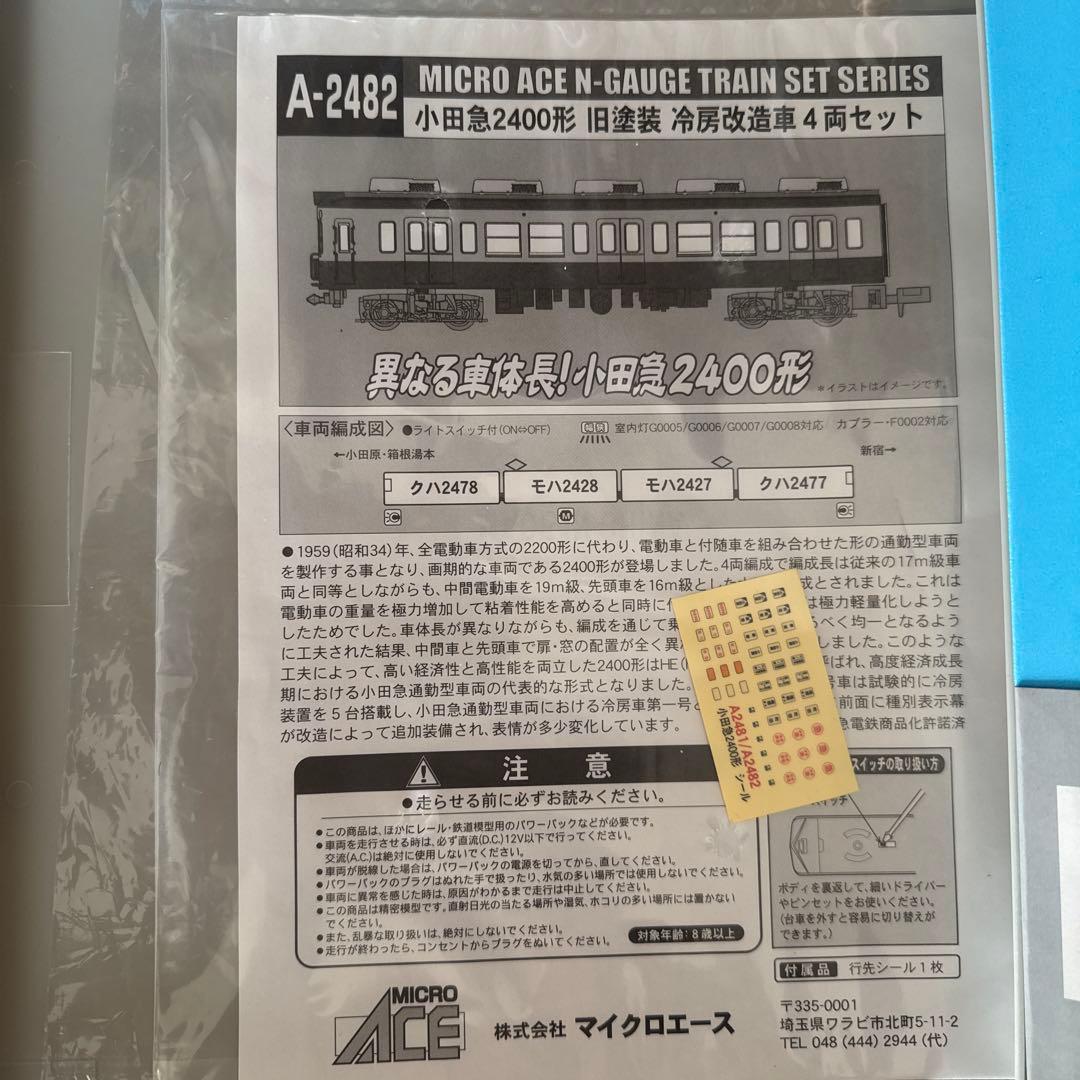 A-2482
MICRO ACE N-GAUGE TRAIN SET SERIES
小田急2400形 旧塗装 冷房改造車4両セット
異なる車体長!小田急2400形
*イラストはイメージです。
〈車両編成図〉 ●ライトスイッチ付(ON⇔OFF) 室内灯G0005/G0006/G0007/G0008対応 カプラー・F0002対応
←小田原・箱根湯本 新宿→
クハ2478 モハ2428 モハ2427 クハ2477
M
●1959(昭和34)年、全電動車方式の2200形に代わり、電動車と付随車を組み合わせた形の通勤型車両
を製作する事となり、画期的な車両である2400形が登場しました。4両編成で編成長は従来の17m級車
両と同等としながらも、中間電動車を19m級、先頭車を16m級とした 成とされました。これは
電動車の重量を極力増加して粘着性能を高めると同時に は極力軽量化しようと
したためでした。車体長が異なりながらも、編成を通じて るべく均一となるよう
に工夫された結果、中間車と先頭車で扉・窓の配置が全く異 しました。このような
工夫によって、高い経済性と高性能を両立した2400形はHE( ばれ、高度経済成長
期における小田急通勤型車両の代表的な形式となりました。 号車は試験的に冷房
装置を5台搭載し、小田急通勤型車両における冷房車第一号と 前面に種別表示幕
が改造によって追加装備され、表情が多少変化しています。 急電鉄商品化許諾済
A2481/A2482
小田急2400形 シール
注意
●走らせる前に必ずお読みください。
●この商品は、ほかにレール・鉄道模型用のパワーパックなどが必要です。
●車両を走行させる時は、必ず直流(D.C.)12V以下で行ってください。
交流(A.C.)は絶対に使用しないでください。
●車両が脱線した場合は、パワーパックの電源を切ってから、直してください。
●パワーパックのプラグはぬれた手で扱ったり、水気の多い場所では使用しないでください。
●車両に異常を感じた時は、原因がわかるまで走行は中止してください。
●この商品は精密模型です。直射日光の当たる場所や湿気、ホコリの多い場所には置かない
でください。
●また、乱暴な取り扱いは、絶対にしないでください。
●走行が終わったら、コンセントからプラグをぬいてください。
対象年齢:8歳以上
スイッチの取り扱い方
スイッチ
ボディを裏返して、細いドライバー
やピンセットをお使いください。
(台車を外すと容易に切り替えが
できます。)
付属品 行先シール1枚
MICRO ACE
株式会社 マイクロエース
〒335-0001
埼玉県ワラビ市北町5-11-2
TEL 048 (444) 2944 (代)